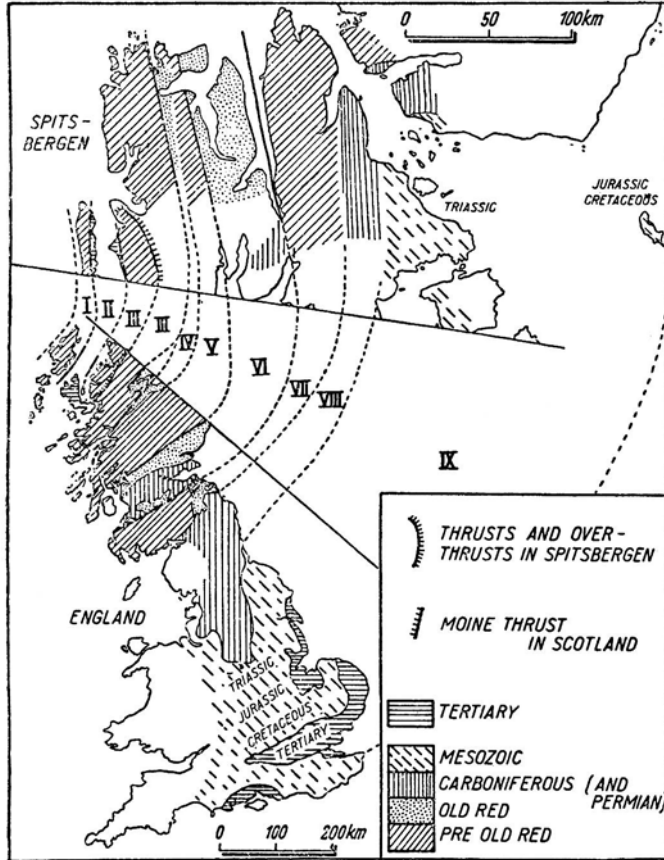 0 50 100km
SPITS-
BERGEN
TRIASSIC
JURASSIC
CRETACEOUS
I
II
III
III
IV
V
VI
VII
VIII
IX
ENGLAND
TRIASSIC
JURASSIC
CRETACEOUS
TERTIARY
0 100 200km
THRUSTS AND OVER-
THRUSTS IN SPITSBERGEN
MOINE THRUST
IN SCOTLAND
TERTIARY
MESOZOIC
CARBONIFEROUS (AND
PERMIAN)
OLD RED
PRE OLD RED